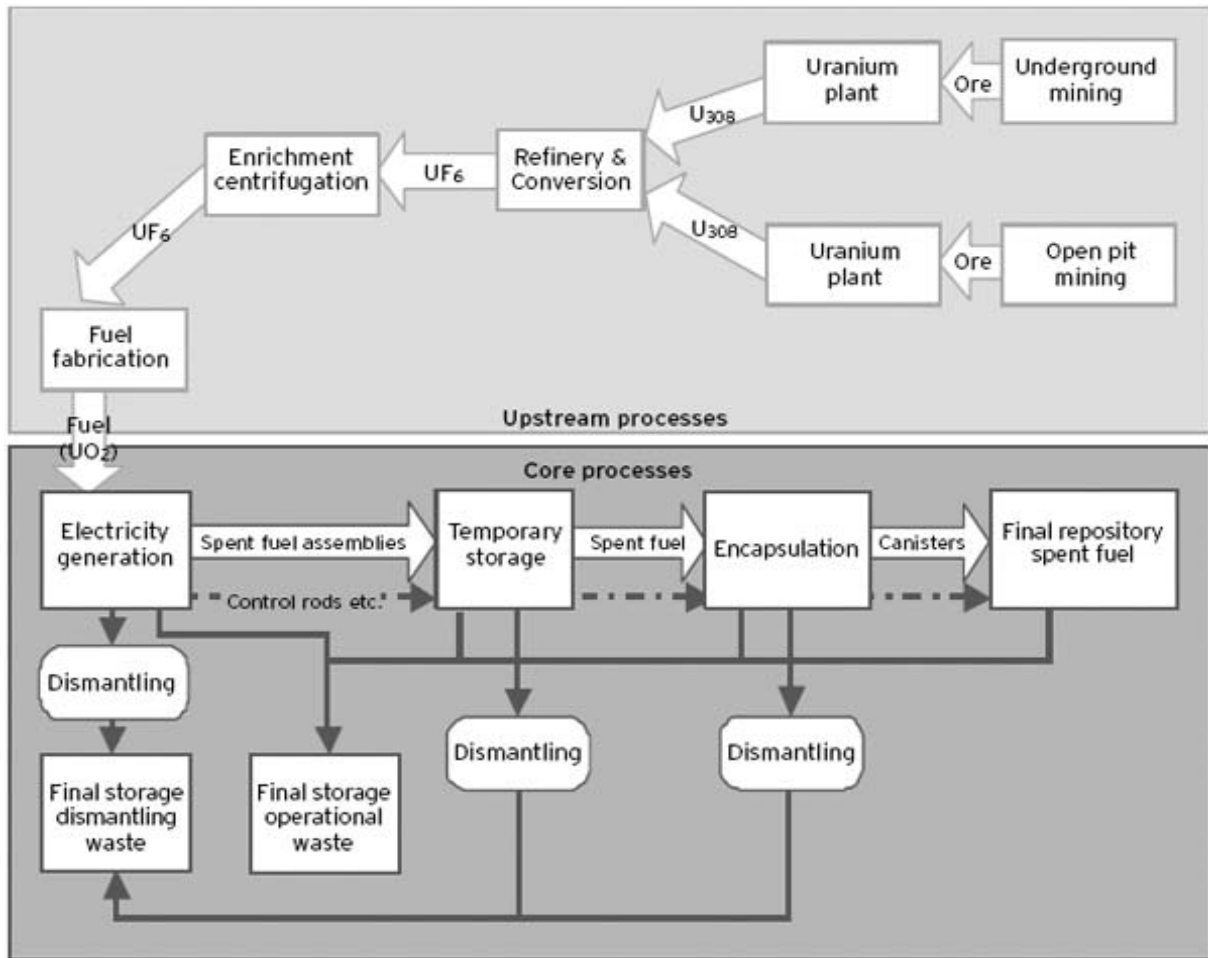 Uranium
plant
Ore
Underground
mining
U308
Enrichment
centrifugation
UF6
Refinery &
Conversion
U308
UF6
Uranium
plant
Ore
Open pit
mining
Fuel
fabrication
Upstream processes
Fuel
(UO2)
Core processes
Electricity
generation
Spent fuel assemblies
Temporary
storage
Spent fuel
Encapsulation
Canisters
Final repository
spent fuel
Control rods etc.
Dismantling
Dismantling
Dismantling
Final storage
dismantling
waste
Final storage
operational
waste